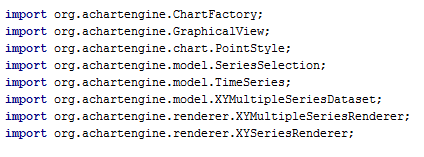 import org.achartengine.ChartFactory;
import org.achartengine.GraphicalView;
import org.achartengine.chart.PointStyle;
import org.achartengine.model.SeriesSelection;
import org.achartengine.model.TimeSeries;
import org.achartengine.model.XYMultipleSeriesDataset;
import org.achartengine.renderer.XYMultipleSeriesRenderer;
import org.achartengine.renderer.XYSeriesRenderer;